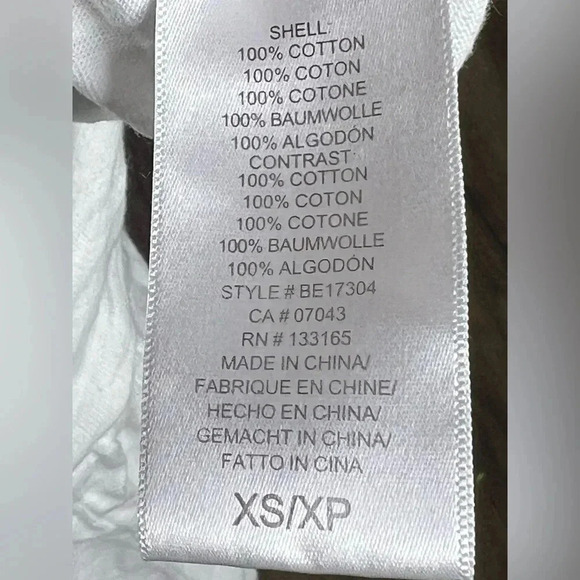 SHELL:
100% COTTON
100% COTON
100% COTONE
100% BAUMWOLLE
100% ALGODÓN
CONTRAST:
100% COTTON
100% COTON
100% COTONE
100% BAUMWOLLE
100% ALGODÓN
STYLE # BE17304
CA # 07043
RN # 133165
MADE IN CHINA/
FABRIQUE EN CHINE/
HECHO EN CHINA/
GEMACHT IN CHINA/
FATTO IN CINA
XS/XP